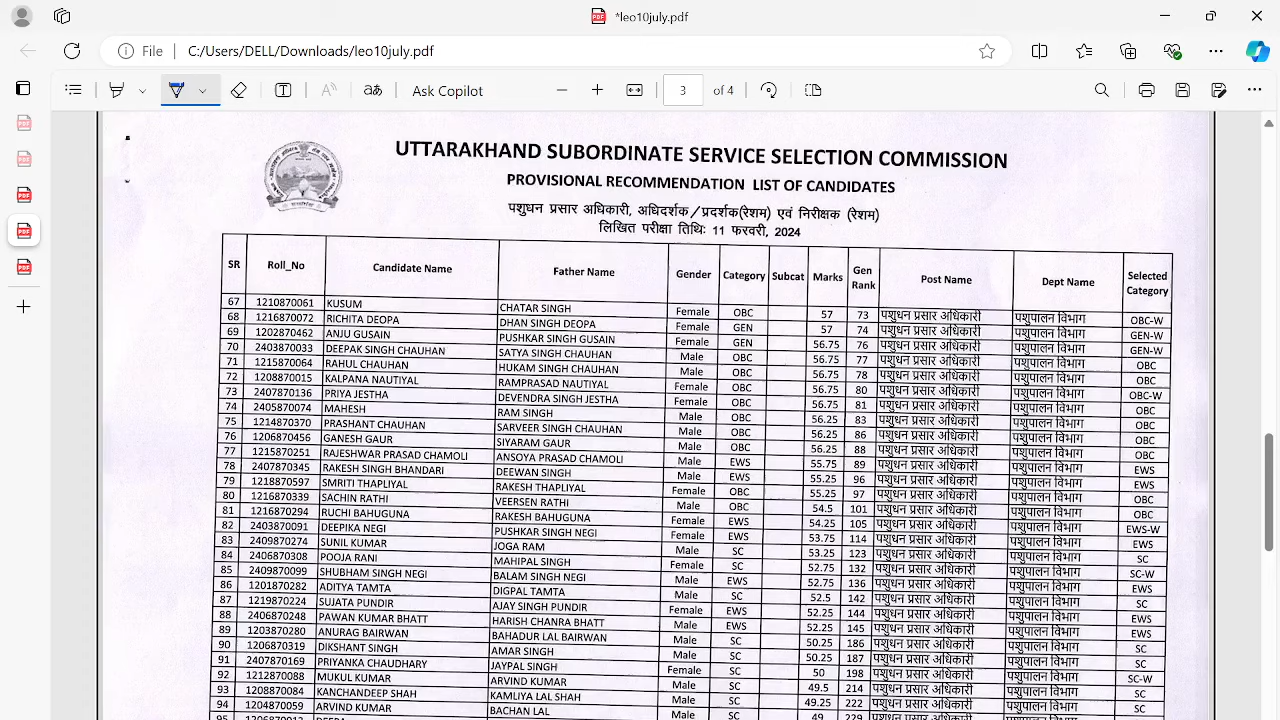 *leo10july.pdf
File C:/Users/DELL/Downloads/leo10july.pdf
Ask Copilot 3 of 4
UTTARAKHAND SUBORDINATE SERVICE SELECTION COMMISSION
PROVISIONAL RECOMMENDATION LIST OF CANDIDATES
पशुधन प्रसार अधिकारी, अधिदर्शक/प्रदर्शक(रेशम) एवं निरीक्षक (रेशम)
लिखित परीक्षा तिथिः 11 फरवरी, 2024
SR Roll_No Candidate Name Father Name Gender Category Subcat Marks Gen Rank Post Name Dept Name Selected Category
67 1210870061 KUSUM CHATAR SINGH Female OBC 57 73 पशुधन प्रसार अधिकारी पशुपालन विभाग OBC-W
68 1216870072 RICHITA DEOPA DHAN SINGH DEOPA Female GEN 57 74 पशुधन प्रसार अधिकारी पशुपालन विभाग GEN-W
69 1202870462 ANJU GUSAIN PUSHKAR SINGH GUSAIN Female GEN 56.75 76 पशुधन प्रसार अधिकारी पशुपालन विभाग GEN-W
70 2403870033 DEEPAK SINGH CHAUHAN SATYA SINGH CHAUHAN Male OBC 56.75 77 पशुधन प्रसार अधिकारी पशुपालन विभाग OBC
71 1215870064 RAHUL CHAUHAN HUKAM SINGH CHAUHAN Male OBC 56.75 78 पशुधन प्रसार अधिकारी पशुपालन विभाग OBC
72 1208870015 KALPANA NAUTIYAL RAMPRASAD NAUTIYAL Female OBC 56.75 80 पशुधन प्रसार अधिकारी पशुपालन विभाग OBC-W
73 2407870136 PRIYA JESTHA DEVENDRA SINGH JESTHA Female OBC 56.75 81 पशुधन प्रसार अधिकारी पशुपालन विभाग OBC
74 2405870074 MAHESH RAM SINGH Male OBC 56.25 83 पशुधन प्रसार अधिकारी पशुपालन विभाग OBC
75 1214870370 PRASHANT CHAUHAN SARVEER SINGH CHAUHAN Male OBC 56.25 86 पशुधन प्रसार अधिकारी पशुपालन विभाग OBC
76 1206870456 GANESH GAUR SIYARAM GAUR Male OBC 56.25 88 पशुधन प्रसार अधिकारी पशुपालन विभाग OBC
77 1215870251 RAJESHWAR PRASAD CHAMOLI ANSOYA PRASAD CHAMOLI Male EWS 55.75 89 पशुधन प्रसार अधिकारी पशुपालन विभाग EWS
78 2407870345 RAKESH SINGH BHANDARI DEEWAN SINGH Male EWS 55.25 96 पशुधन प्रसार अधिकारी पशुपालन विभाग EWS
79 1218870597 SMRITI THAPLIYAL RAKESH THAPLIYAL Female OBC 55.25 97 पशुधन प्रसार अधिकारी पशुपालन विभाग OBC
80 1216870339 SACHIN RATHI VEERSEN RATHI Male OBC 54.5 101 पशुधन प्रसार अधिकारी पशुपालन विभाग OBC
81 1216870294 RUCHI BAHUGUNA RAKESH BAHUGUNA Female EWS 54.25 105 पशुधन प्रसार अधिकारी पशुपालन विभाग EWS-W
82 2403870091 DEEPIKA NEGI PUSHKAR SINGH NEGI Female EWS 53.75 114 पशुधन प्रसार अधिकारी पशुपालन विभाग EWS
83 2409870274 SUNIL KUMAR JOGA RAM Male SC 53.25 123 पशुधन प्रसार अधिकारी पशुपालन विभाग SC
84 2406870308 POOJA RANI MAHIPAL SINGH Female SC 52.75 132 पशुधन प्रसार अधिकारी पशुपालन विभाग SC-W
85 2409870099 SHUBHAM SINGH NEGI BALAM SINGH NEGI Male EWS 52.75 136 पशुधन प्रसार अधिकारी पशुपालन विभाग EWS
86 1201870282 ADITYA TAMTA DIGPAL TAMTA Male SC 52.5 142 पशुधन प्रसार अधिकारी पशुपालन विभाग SC
87 1219870224 SUJATA PUNDIR AJAY SINGH PUNDIR Female EWS 52.25 144 पशुधन प्रसार अधिकारी पशुपालन विभाग EWS
88 2406870248 PAWAN KUMAR BHATT HARISH CHANRA BHATT Male EWS 52.25 145 पशुधन प्रसार अधिकारी पशुपालन विभाग EWS
89 1203870280 ANURAG BAIRWAN BAHADUR LAL BAIRWAN Male SC 50.25 186 पशुधन प्रसार अधिकारी पशुपालन विभाग SC
90 1206870319 DIKSHANT SINGH AMAR SINGH Male SC 50.25 187 पशुधन प्रसार अधिकारी पशुपालन विभाग SC
91 2407870169 PRIYANKA CHAUDHARY JAYPAL SINGH Female SC 50 198 पशुधन प्रसार अधिकारी पशुपालन विभाग SC-W
92 1212870088 MUKUL KUMAR ARVIND KUMAR Male SC 49.5 214 पशुधन प्रसार अधिकारी पशुपालन विभाग SC
93 1208870084 KANCHANDEEP SHAH KAMLIYA LAL SHAH Male SC 49.25 222 पशुधन प्रसार अधिकारी पशुपालन विभाग SC
94 1204870059 ARVIND KUMAR BACHAN LAL Male SC 49 229 पशुधन प्रसार अधिकारी
95